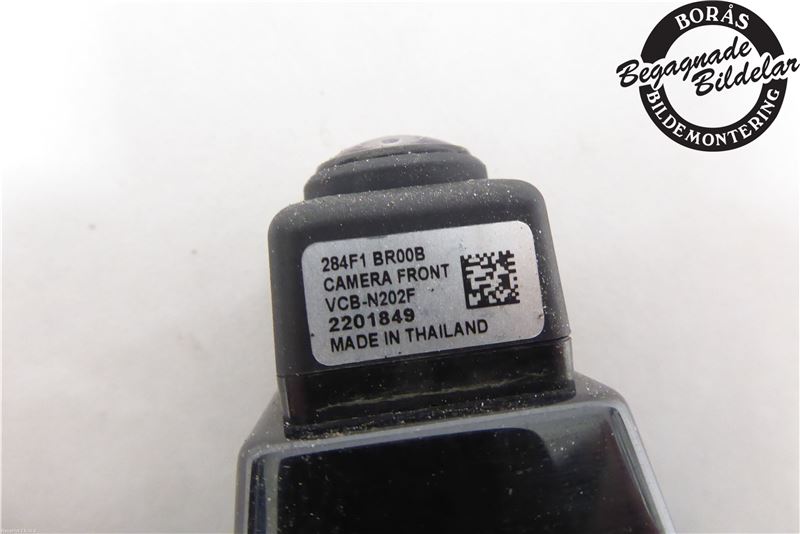 BORÅS
Begagnade
Bildelar
BILDEMONTERING
284F1 BR00B
CAMERA FRONT
VCB-N202F
2201849
MADE IN THAILAND